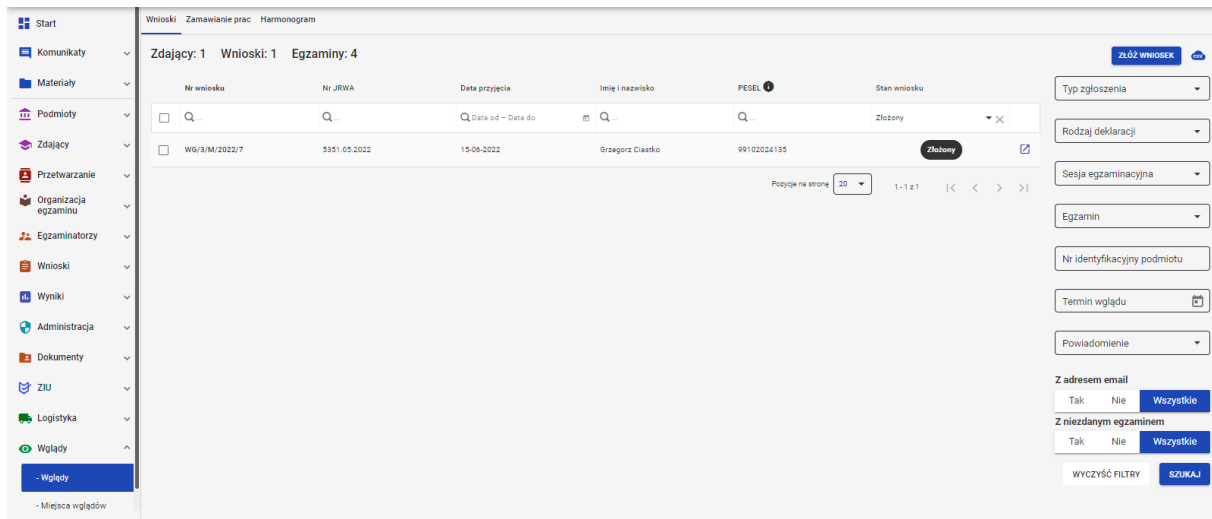 Start
Komunikaty
Materiały
Podmioty
Zdający
Przetwarzanie
Organizacja
egzaminu
Egzaminatorzy
Wnioski
Wyniki
Administracja
Dokumenty
ZIU
Logistyka
Wglądy
- Wglądy
- Miejsca wglądów
Wnioski Zamawianie prac Harmonogram
Zdający: 1 Wnioski: 1 Egzaminy: 4
ZŁÓŻ WNIOSEK CSV
Nr wniosku Nr JRWA Data przyjęcia Imię i nazwisko PESEL i Stan wniosku
... ... Data od – Data do ... ... Złożony
WG/3/M/2022/7 5351.05.2022 15-06-2022 Grzegorz Ciastko 99102024135 Złożony
Pozycje na stronę 20 1 - 1 z 1
Typ zgłoszenia
Rodzaj deklaracji
Sesja egzaminacyjna
Egzamin
Nr identyfikacyjny podmiotu
Termin wglądu
Powiadomienie
Z adresem email
Tak Nie Wszystkie
Z niezdanym egzaminem
Tak Nie Wszystkie
WYCZYŚĆ FILTRY SZUKAJ